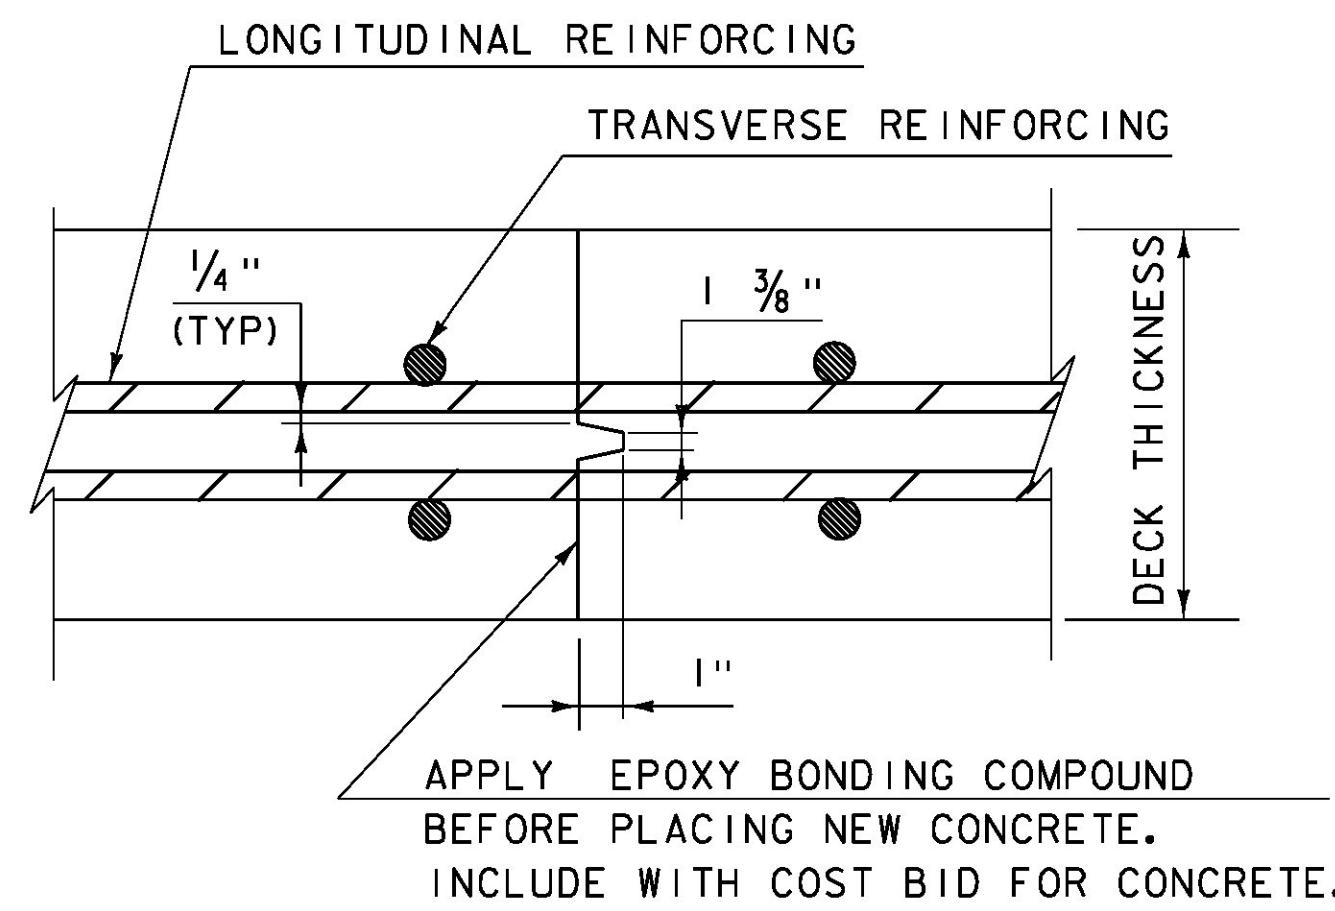 LONGITUDINAL REINFORCING
TRANSVERSE REINFORCING
1/4"
(TYP)
1 3/8"
DECK THICKNESS
1"
APPLY EPOXY BONDING COMPOUND
BEFORE PLACING NEW CONCRETE.
INCLUDE WITH COST BID FOR CONCRETE.